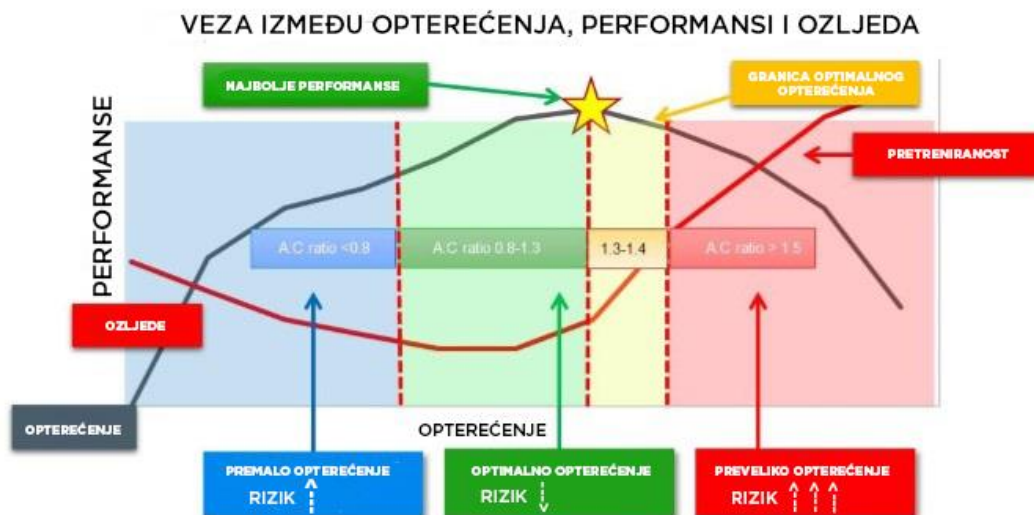 VEZA IZMEĐU OPTEREĆENJA, PERFORMANSI I OZLJEDA
NAJBOLJE PERFORMANSE
GRANICA OPTIMALNOG
OPTEREĆENJA
PERFORMANSE
PRETRENIRANOST
A:C ratio <0.8
A:C ratio 0.8-1.3
1.3-1.4
A:C ratio > 1.5
OZLJEDE
OPTEREĆENJE
OPTEREĆENJE
PREMALO OPTEREĆENJE
RIZIK
OPTIMALNO OPTEREĆENJE
RIZIK
PREVELIKO OPTEREĆENJE
RIZIK